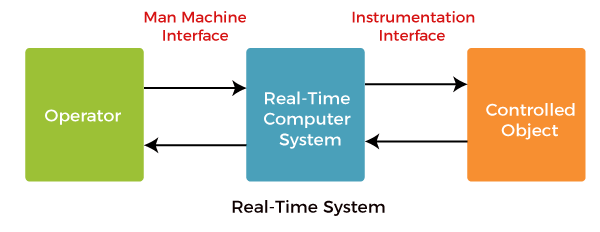 Man Machine
Interface
Instrumentation
Interface
Operator
Real-Time
Computer
System
Controlled
Object
Real-Time System